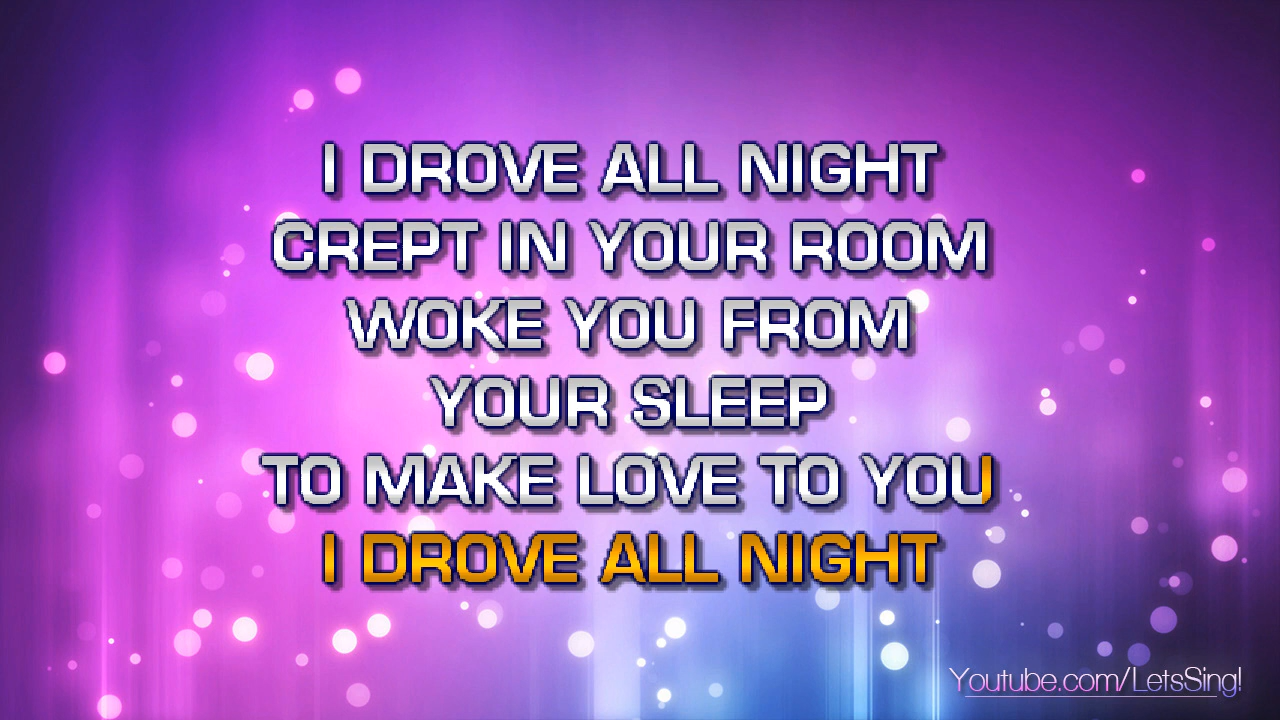 I DROVE ALL NIGHT
CREPT IN YOUR ROOM
WOKE YOU FROM
YOUR SLEEP
TO MAKE LOVE TO YOU
I DROVE ALL NIGHT
Youtube.com/LetsSing!